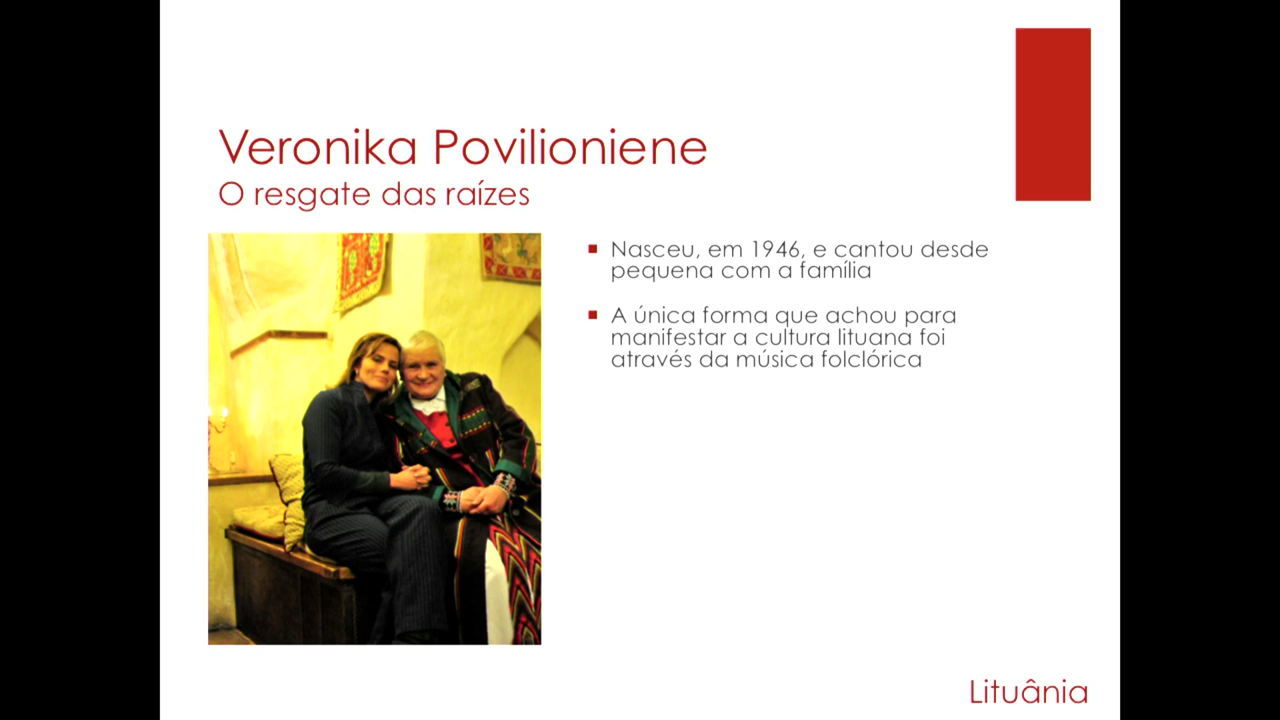 Veronika Povilioniene
O resgate das raízes
Nasceu, em 1946, e cantou desde
pequena com a família
A única forma que achou para
manifestar a cultura lituana foi
através da música folclórica
Lituânia